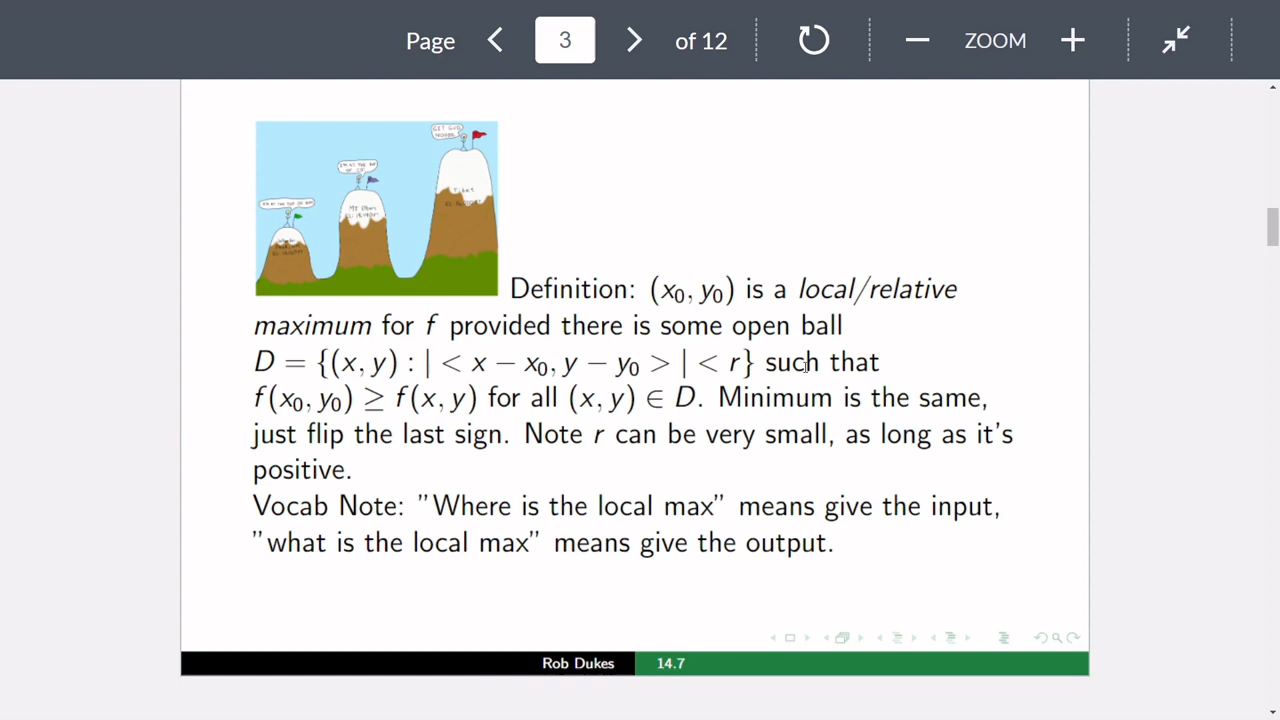 Page 3 of 12 ZOOM
GET GUD
Definition: (x₀, y₀) is a local/relative
maximum for f provided there is some open ball
D = {(x, y) : | < x − x₀, y − y₀ > | < r} such that
f(x₀, y₀) ≥ f(x, y) for all (x, y) ∈ D. Minimum is the same,
just flip the last sign. Note r can be very small, as long as it's
positive.
Vocab Note: ”Where is the local max” means give the input,
”what is the local max” means give the output.
Rob Dukes 14.7